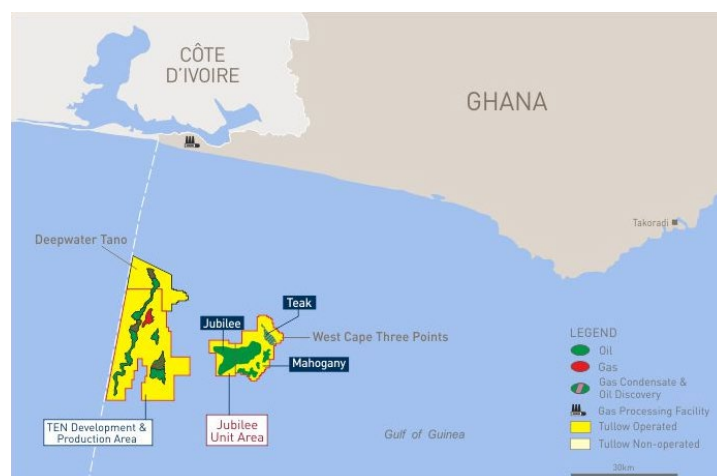 CÔTE
D'IVOIRE
GHANA
Takoradi
Deepwater Tano
Teak
Jubilee
West Cape Three Points
Mahogany
TEN Development &
Production Area
Jubilee
Unit Area
Gulf of Guinea
LEGEND
Oil
Gas
Gas Condensate &
Oil Discovery
Gas Processing Facility
Tullow Operated
Tullow Non-operated
30km